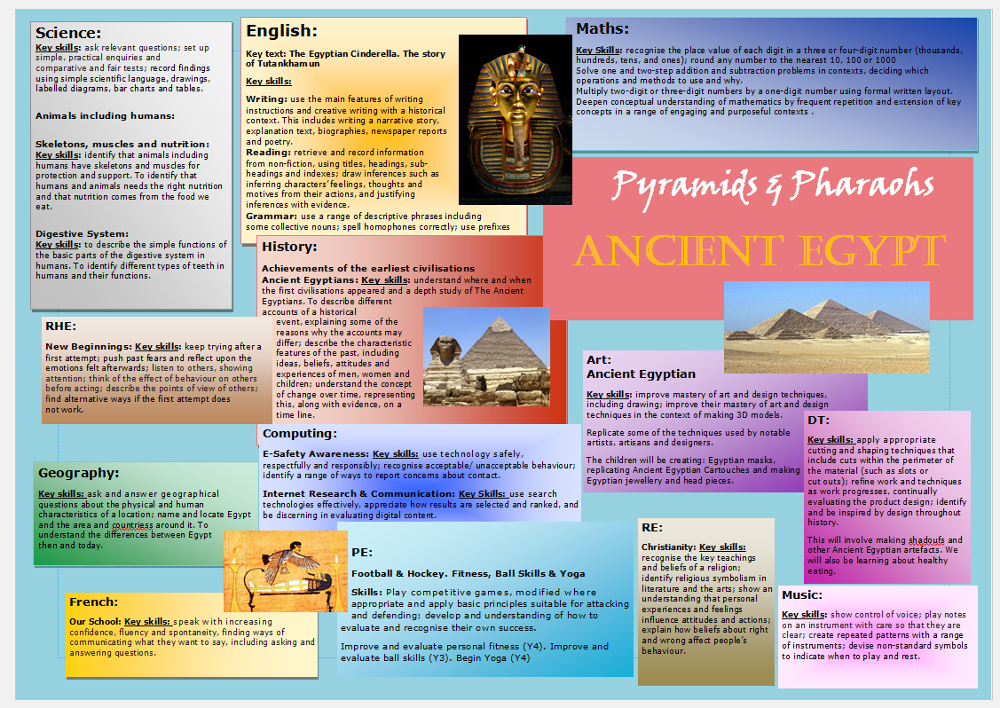 Science:
Key skills: ask relevant questions; set up
simple, practical enquiries and
comparative and fair tests; record findings
using simple scientific language, drawings,
labelled diagrams, bar charts and tables.
Animals including humans:
Skeletons, muscles and nutrition:
Key skills: identify that animals including
humans have skeletons and muscles for
protection and support. To identify that
humans and animals needs the right nutrition
and that nutrition comes from the food we
eat.
Digestive System:
Key skills: to describe the simple functions of
the basic parts of the digestive system in
humans. To identify different types of teeth in
humans and their functions.
English:
Key text: The Egyptian Cinderella. The story
of Tutankhamun
Key skills:
Writing: use the main features of writing
instructions and creative writing with a historical
context. This includes writing a narrative story,
explanation text, biographies, newspaper reports
and poetry.
Reading: retrieve and record information
from non-fiction, using titles, headings, sub-
headings and indexes; draw inferences such as
inferring characters' feelings, thoughts and
motives from their actions, and justifying
inferences with evidence.
Grammar: use a range of descriptive phrases including
some collective nouns; spell homophones correctly; use prefixes
Maths:
Key Skills: recognise the place value of each digit in a three or four-digit number (thousands,
hundreds, tens, and ones); round any number to the nearest 10, 100 or 1000
Solve one and two-step addition and subtraction problems in contexts, deciding which
operations and methods to use and why.
Multiply two-digit or three-digit numbers by a one-digit number using formal written layout.
Deepen conceptual understanding of mathematics by frequent repetition and extension of key
concepts in a range of engaging and purposeful contexts .
Pyramids & Pharaohs
ANCIENT EGYPT
History:
Achievements of the earliest civilisations
Ancient Egyptians: Key skills: understand where and when
the first civilisations appeared and a depth study of The Ancient
Egyptians. To describe different
accounts of a historical
event, explaining some of the
reasons why the accounts may
differ; describe the characteristic
features of the past, including
ideas, beliefs, attitudes and
experiences of men, women and
children; understand the concept
of change over time, representing
this, along with evidence, on a
time line.
RHE:
New Beginnings: Key skills: keep trying after a
first attempt; push past fears and reflect upon the
emotions felt afterwards; listen to others, showing
attention; think of the effect of behaviour on others
before acting; describe the points of view of others;
find alternative ways if the first attempt does
not work.
Art:
Ancient Egyptian
Key skills: improve mastery of art and design techniques,
including drawing; improve their mastery of art and design
techniques in the context of making 3D models.
Replicate some of the techniques used by notable
artists, artisans and designers.
The children will be creating: Egyptian masks,
replicating Ancient Egyptian Cartouches and making
Egyptian jewellery and head pieces.
DT:
Key skills: apply appropriate
cutting and shaping techniques that
include cuts within the perimeter of
the material (such as slots or
cut outs); refine work and techniques
as work progresses, continually
evaluating the product design; identify
and be inspired by design throughout
history.
This will involve making shadoufs and
other Ancient Egyptian artefacts. We
will also be learning about healthy
eating.
Computing:
E-Safety Awareness: Key skills: use technology safely,
respectfully and responsibly; recognise acceptable/ unacceptable behaviour;
identify a range of ways to report concerns about contact.
Internet Research & Communication: Key Skills: use search
technologies effectively, appreciate how results are selected and ranked, and
be discerning in evaluating digital content.
Geography:
Key skills: ask and answer geographical
questions about the physical and human
characteristics of a location; name and locate Egypt
and the area and countriess around it. To
understand the differences between Egypt
then and today.
PE:
Football & Hockey. Fitness, Ball Skills & Yoga
Skills: Play competitive games, modified where
appropriate and apply basic principles suitable for attacking
and defending; develop and understanding of how to
evaluate and recognise their own success.
Improve and evaluate personal fitness (Y4). Improve and
evaluate ball skills (Y3). Begin Yoga (Y4)
RE:
Christianity: Key skills:
recognise the key teachings
and beliefs of a religion;
identify religious symbolism in
literature and the arts; show an
understanding that personal
experiences and feelings
influence attitudes and actions;
explain how beliefs about right
and wrong affect people's
behaviour.
French:
Our School: Key skills: speak with increasing
confidence, fluency and spontaneity, finding ways of
communicating what they want to say, including asking and
answering questions.
Music:
Key skills: show control of voice; play notes
on an instrument with care so that they are
clear; create repeated patterns with a range
of instruments; devise non-standard symbols
to indicate when to play and rest.